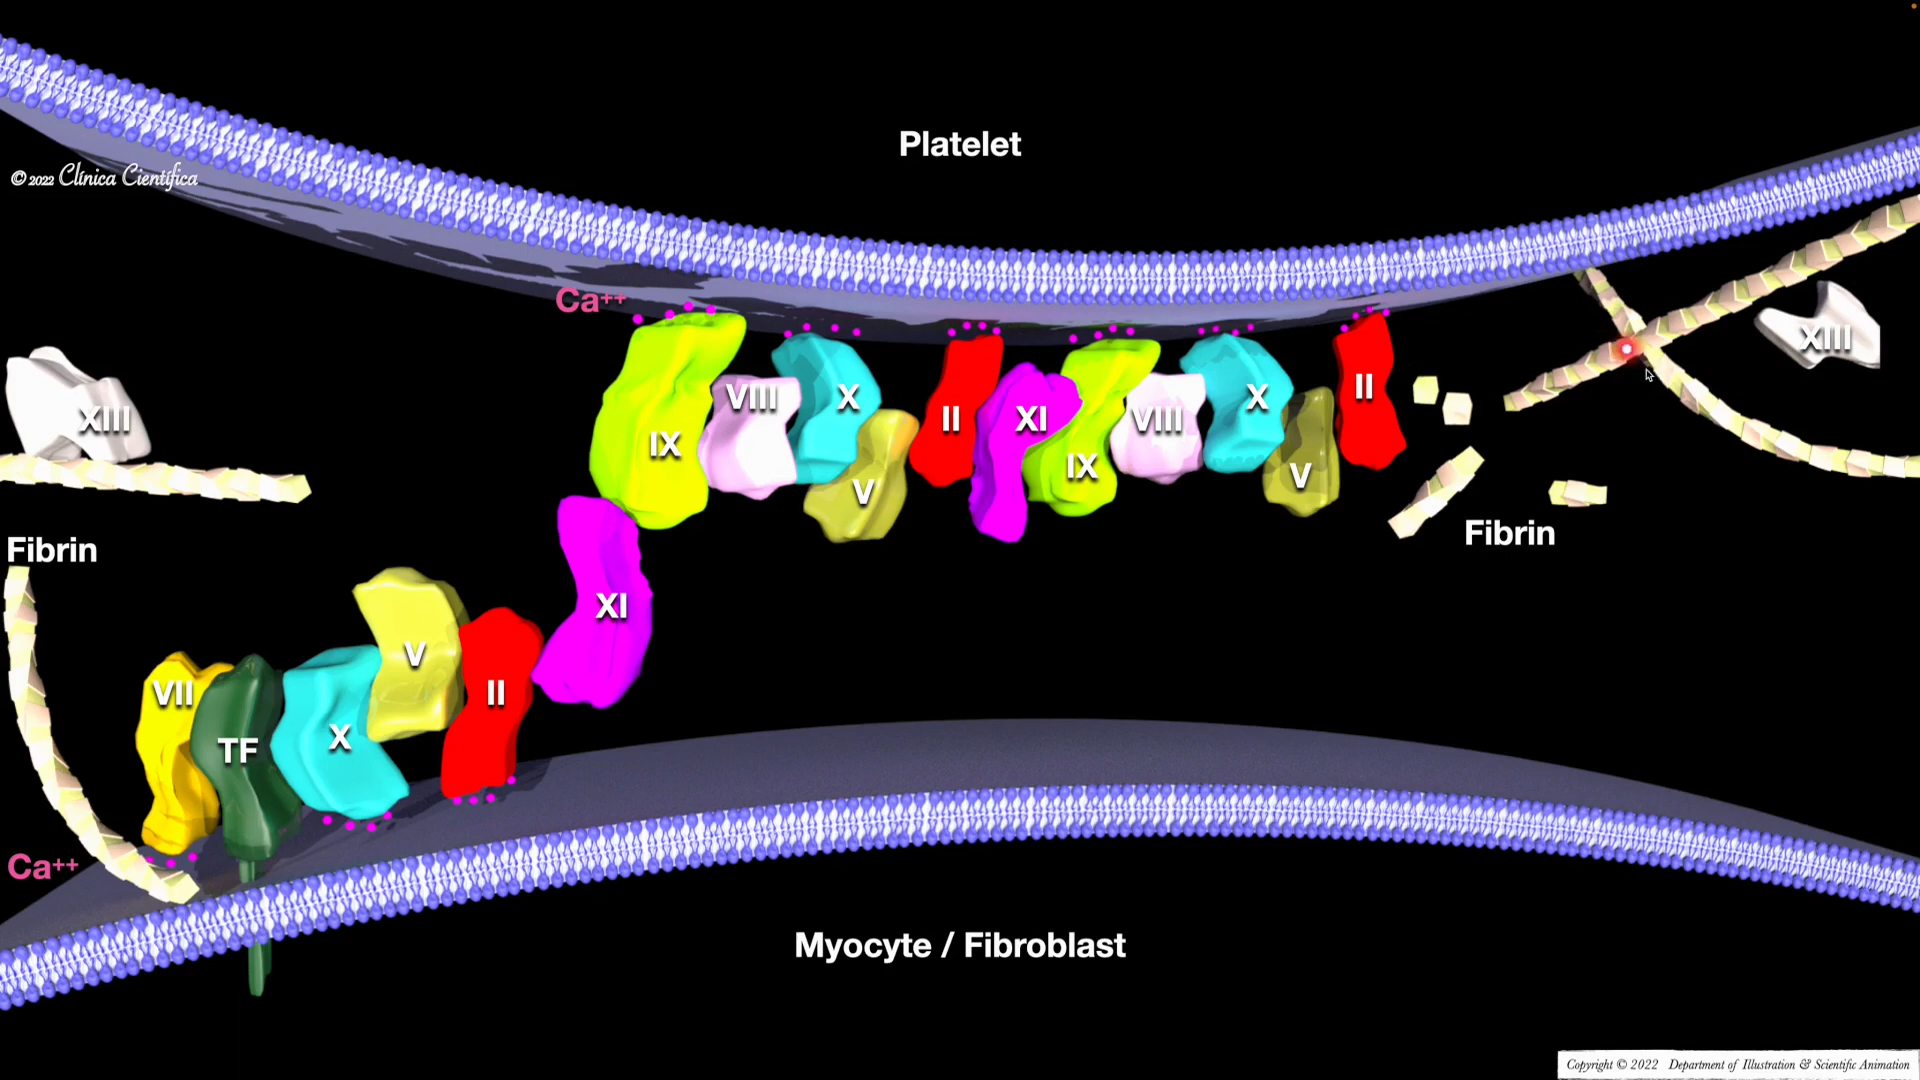 Platelet
© 2022 Clínica Científica
Ca++
XIII
VIII
X
II
XI
VIII
X
II
XIII
IX
V
IX
V
XI
Fibrin
Fibrin
V
VII
II
TF
X
Ca++
Myocyte / Fibroblast
Copyright © 2022 Department of Illustration & Scientific Animation